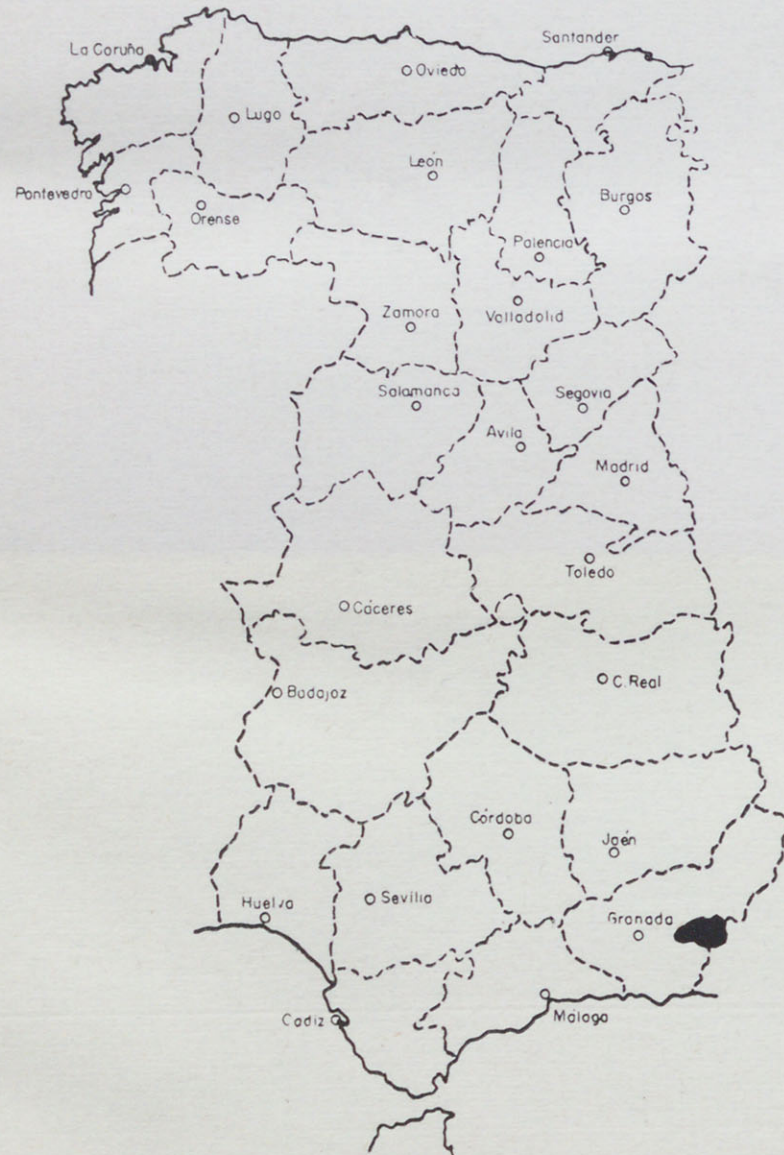 Santander
La Coruña
Oviedo
Lugo
León
Pontevedra
Orense
Burgos
Palencia
Zamora
Valladolid
Salamanca
Segovia
Avila
Madrid
Toledo
Cáceres
C. Real
Badajoz
Córdoba
Jaén
Huelva
Sevilla
Granada
Cadiz
Málaga